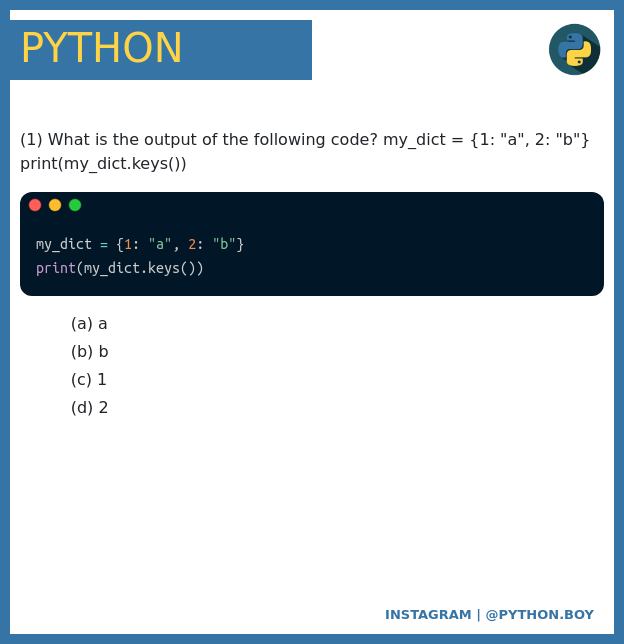 PYTHON
(1) What is the output of the following code? my_dict = {1: "a", 2: "b"}
print(my_dict.keys())
my_dict = {1: "a", 2: "b"}
print(my_dict.keys())
(a) a
(b) b
(c) 1
(d) 2
INSTAGRAM | @PYTHON.BOY